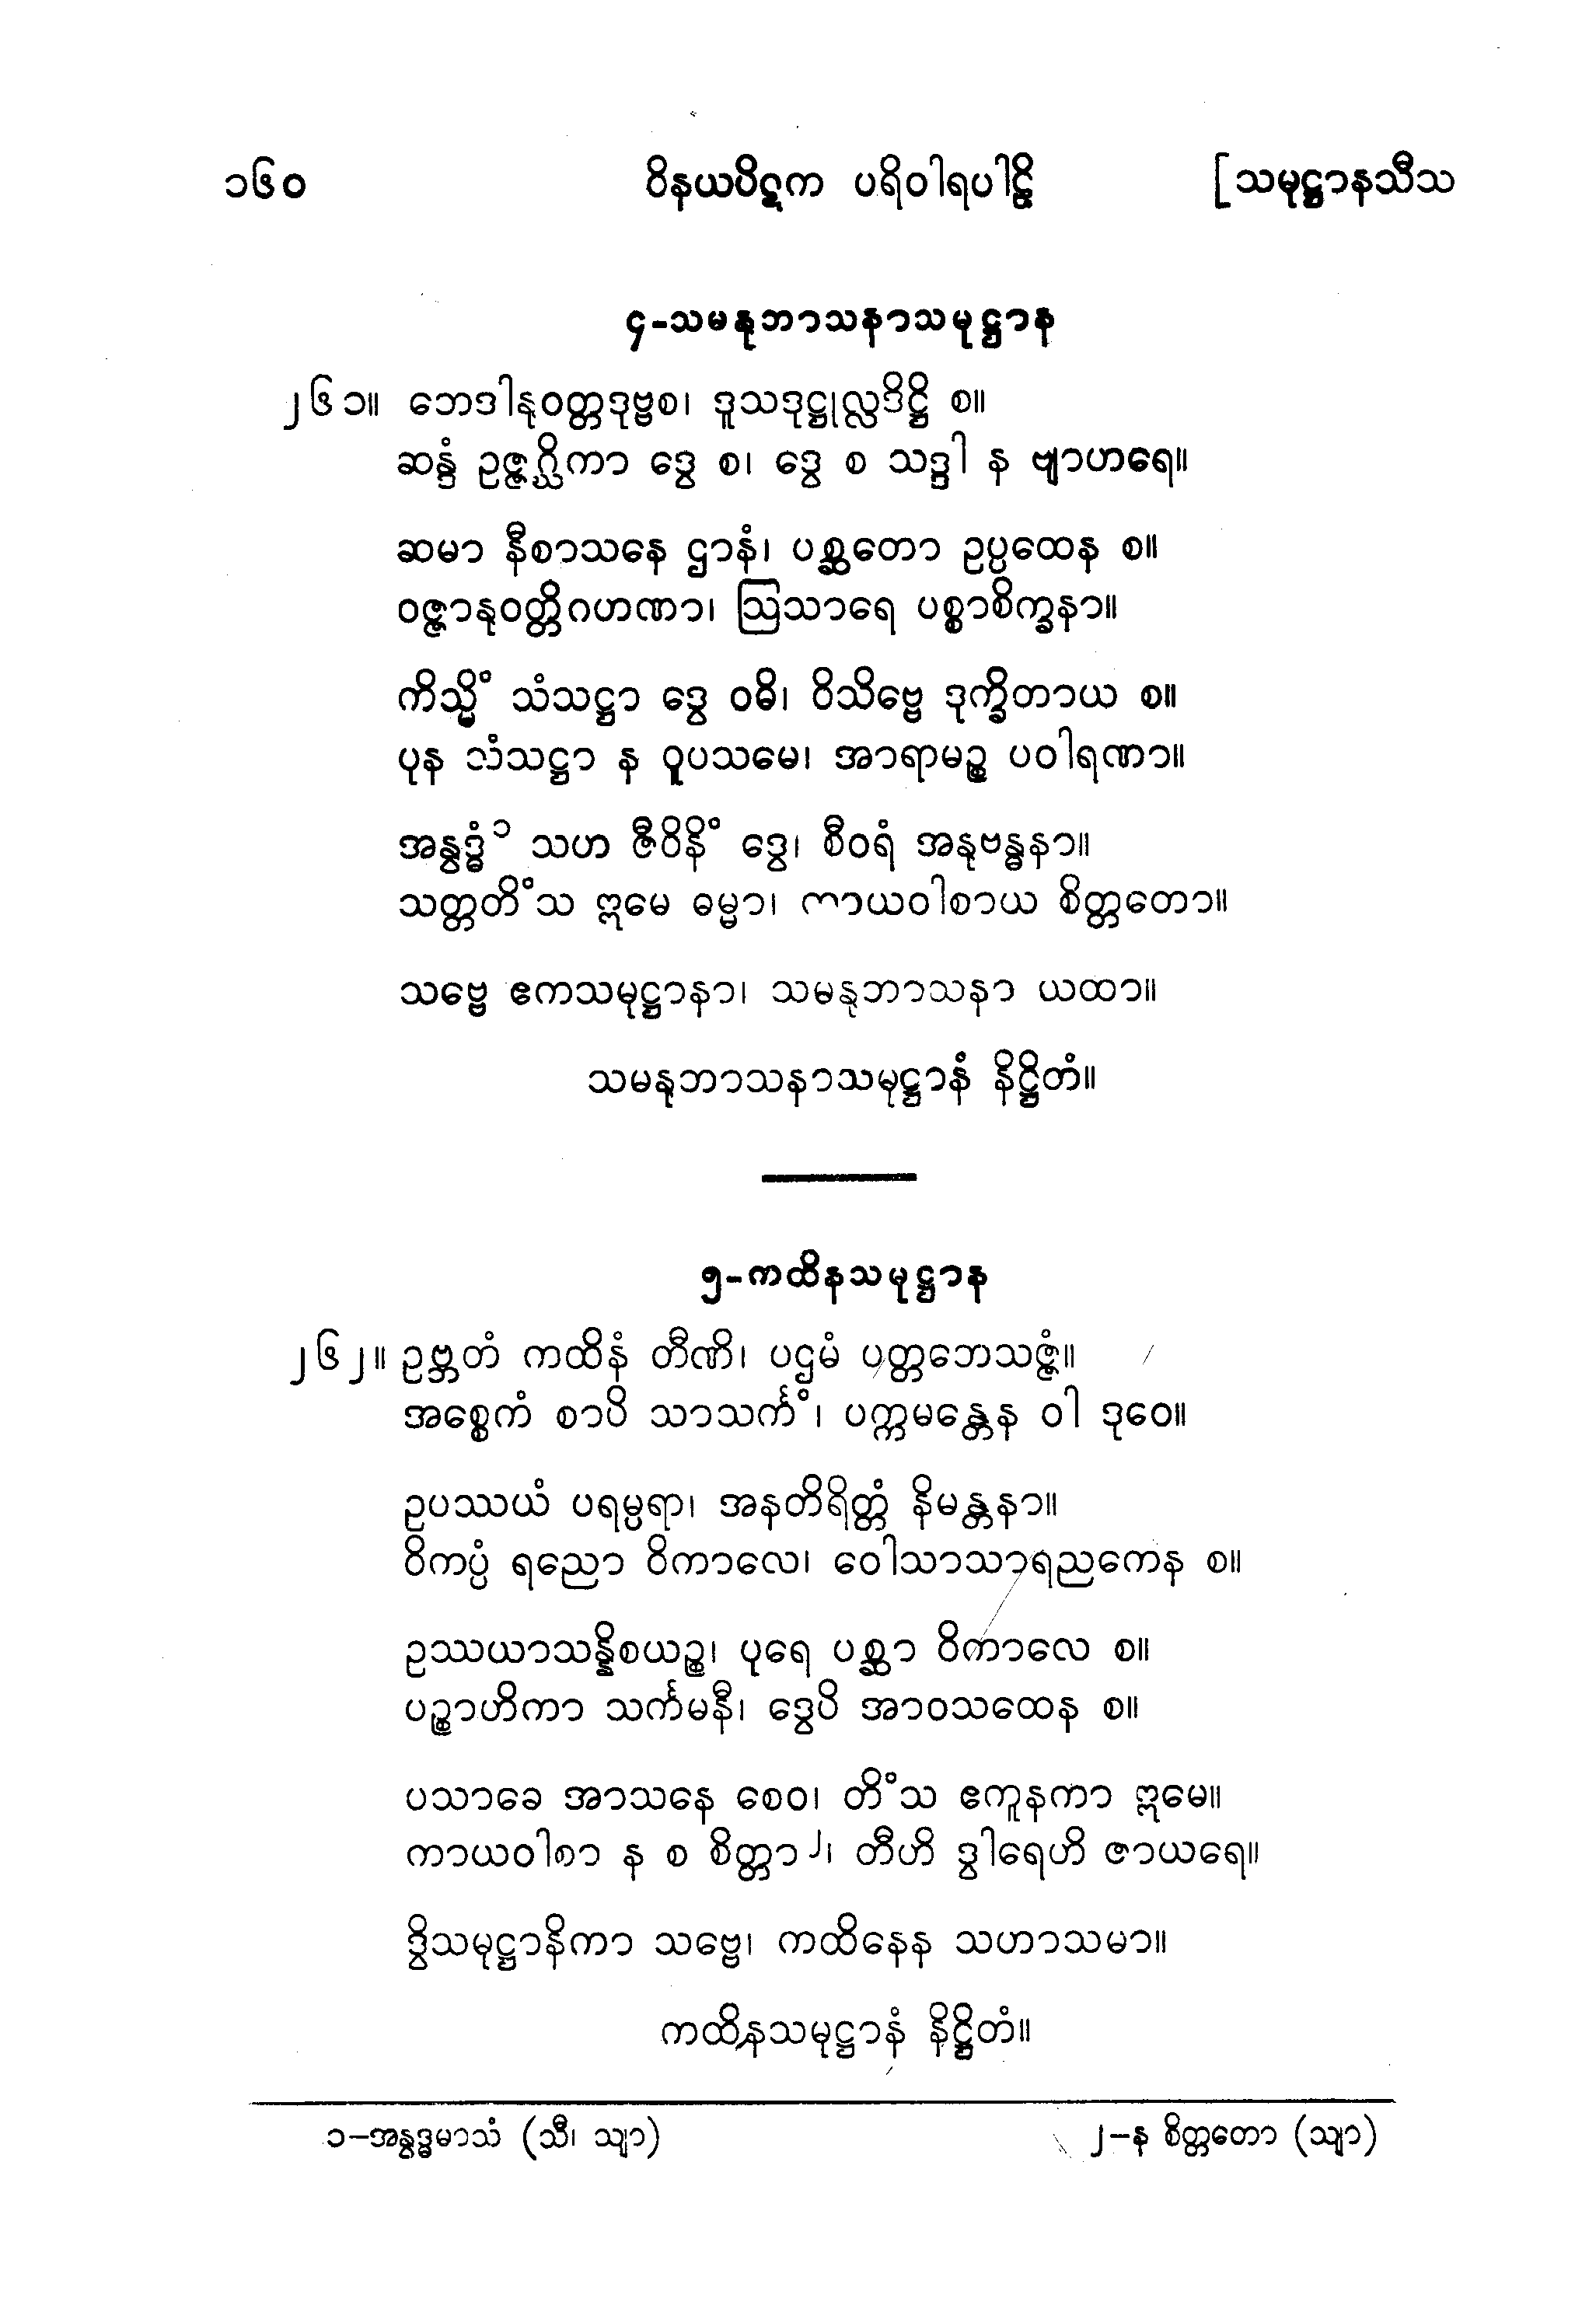 ၁၆၀ ဝိနယပိဋက ပရိဝါရပါဠိ [သမုဋ္ဌာနသီသ
၄-သမနုဘာသနာသမုဋ္ဌာန
၂၆၁။ ဘေဒါနုဝတ္တဒုဗ္ဗစ၊ ဒူသဒုဋ္ဌုလ္လဒိဋ္ဌိ စ။
ဆန္ဒံ ဥဇ္ဇဂ္ဃိကာ ဒွေ စ၊ ဒွေ စ သဒ္ဒါ န ဗျာဟရေ။
ဆမာ နီစာသနေ ဌာနံ၊ ပစ္ဆတော ဥပ္ပထေန စ။
ဝဇ္ဇာနုဝတ္တိဂဟဏာ၊ ဩသာရေ ပစ္စာစိက္ခနာ။
ကိသ္မိံ သံသဋ္ဌာ ဒွေ ဝဓိ၊ ဝိသိဗ္ဗေ ဒုက္ခိတာယ စ။
ပုန သံသဋ္ဌာ န ဝူပသမေ၊ အာရာမဉ္စ ပဝါရဏာ။
အန္ဝဒ္ဓံ ၁ သဟ ဇီဝိနိံ ဒွေ၊ စီဝရံ အနုဗန္ဓနာ။
သတ္တတိံသ ဣမေ ဓမ္မာ၊ ကာယဝါစာယ စိတ္တတော။
သဗ္ဗေ ဧကသမုဋ္ဌာနာ၊ သမနုဘာသနာ ယထာ။
သမနုဘာသနာသမုဋ္ဌာနံ နိဋ္ဌိတံ။
၅-ကထိနသမုဋ္ဌာန
၂၆၂။ ဥဗ္ဘတံ ကထိနံ တီဏိ၊ ပဌမံ ပတ္တဘေသဇ္ဇံ။
အစ္စေကံ စာပိ သာသင်္ကံ၊ ပက္ကမန္တေန ဝါ ဒုဝေ။
ဥပဿယံ ပရမ္ပရာ၊ အနတိရိတ္တံ နိမန္တနာ။
ဝိကပ္ပံ ရညော ဝိကာလေ၊ ဝေါသာသာရညကေန စ။
ဥဿယာသန္နိစယဉ္စ၊ ပုရေ ပစ္ဆာ ဝိကာလေ စ။
ပဉ္စာဟိကာ သင်္ကမနီ၊ ဒွေပိ အာဝသထေန စ။
ပသာခေ အာသနေ စေဝ၊ တိံသ ဧကူနကာ ဣမေ။
ကာယဝါစာ န စ စိတ္တာ ၂၊ တီဟိ ဒွါရေဟိ ဇာယရေ။
ဒွိသမုဋ္ဌာနိကာ သဗ္ဗေ၊ ကထိနေန သဟာသမာ။
ကထိနသမုဋ္ဌာနံ နိဋ္ဌိတံ။
၁-အန္ဝဒ္ဓမာသံ (သီ၊ သျာ) ၂-န စိတ္တတော (သျာ)